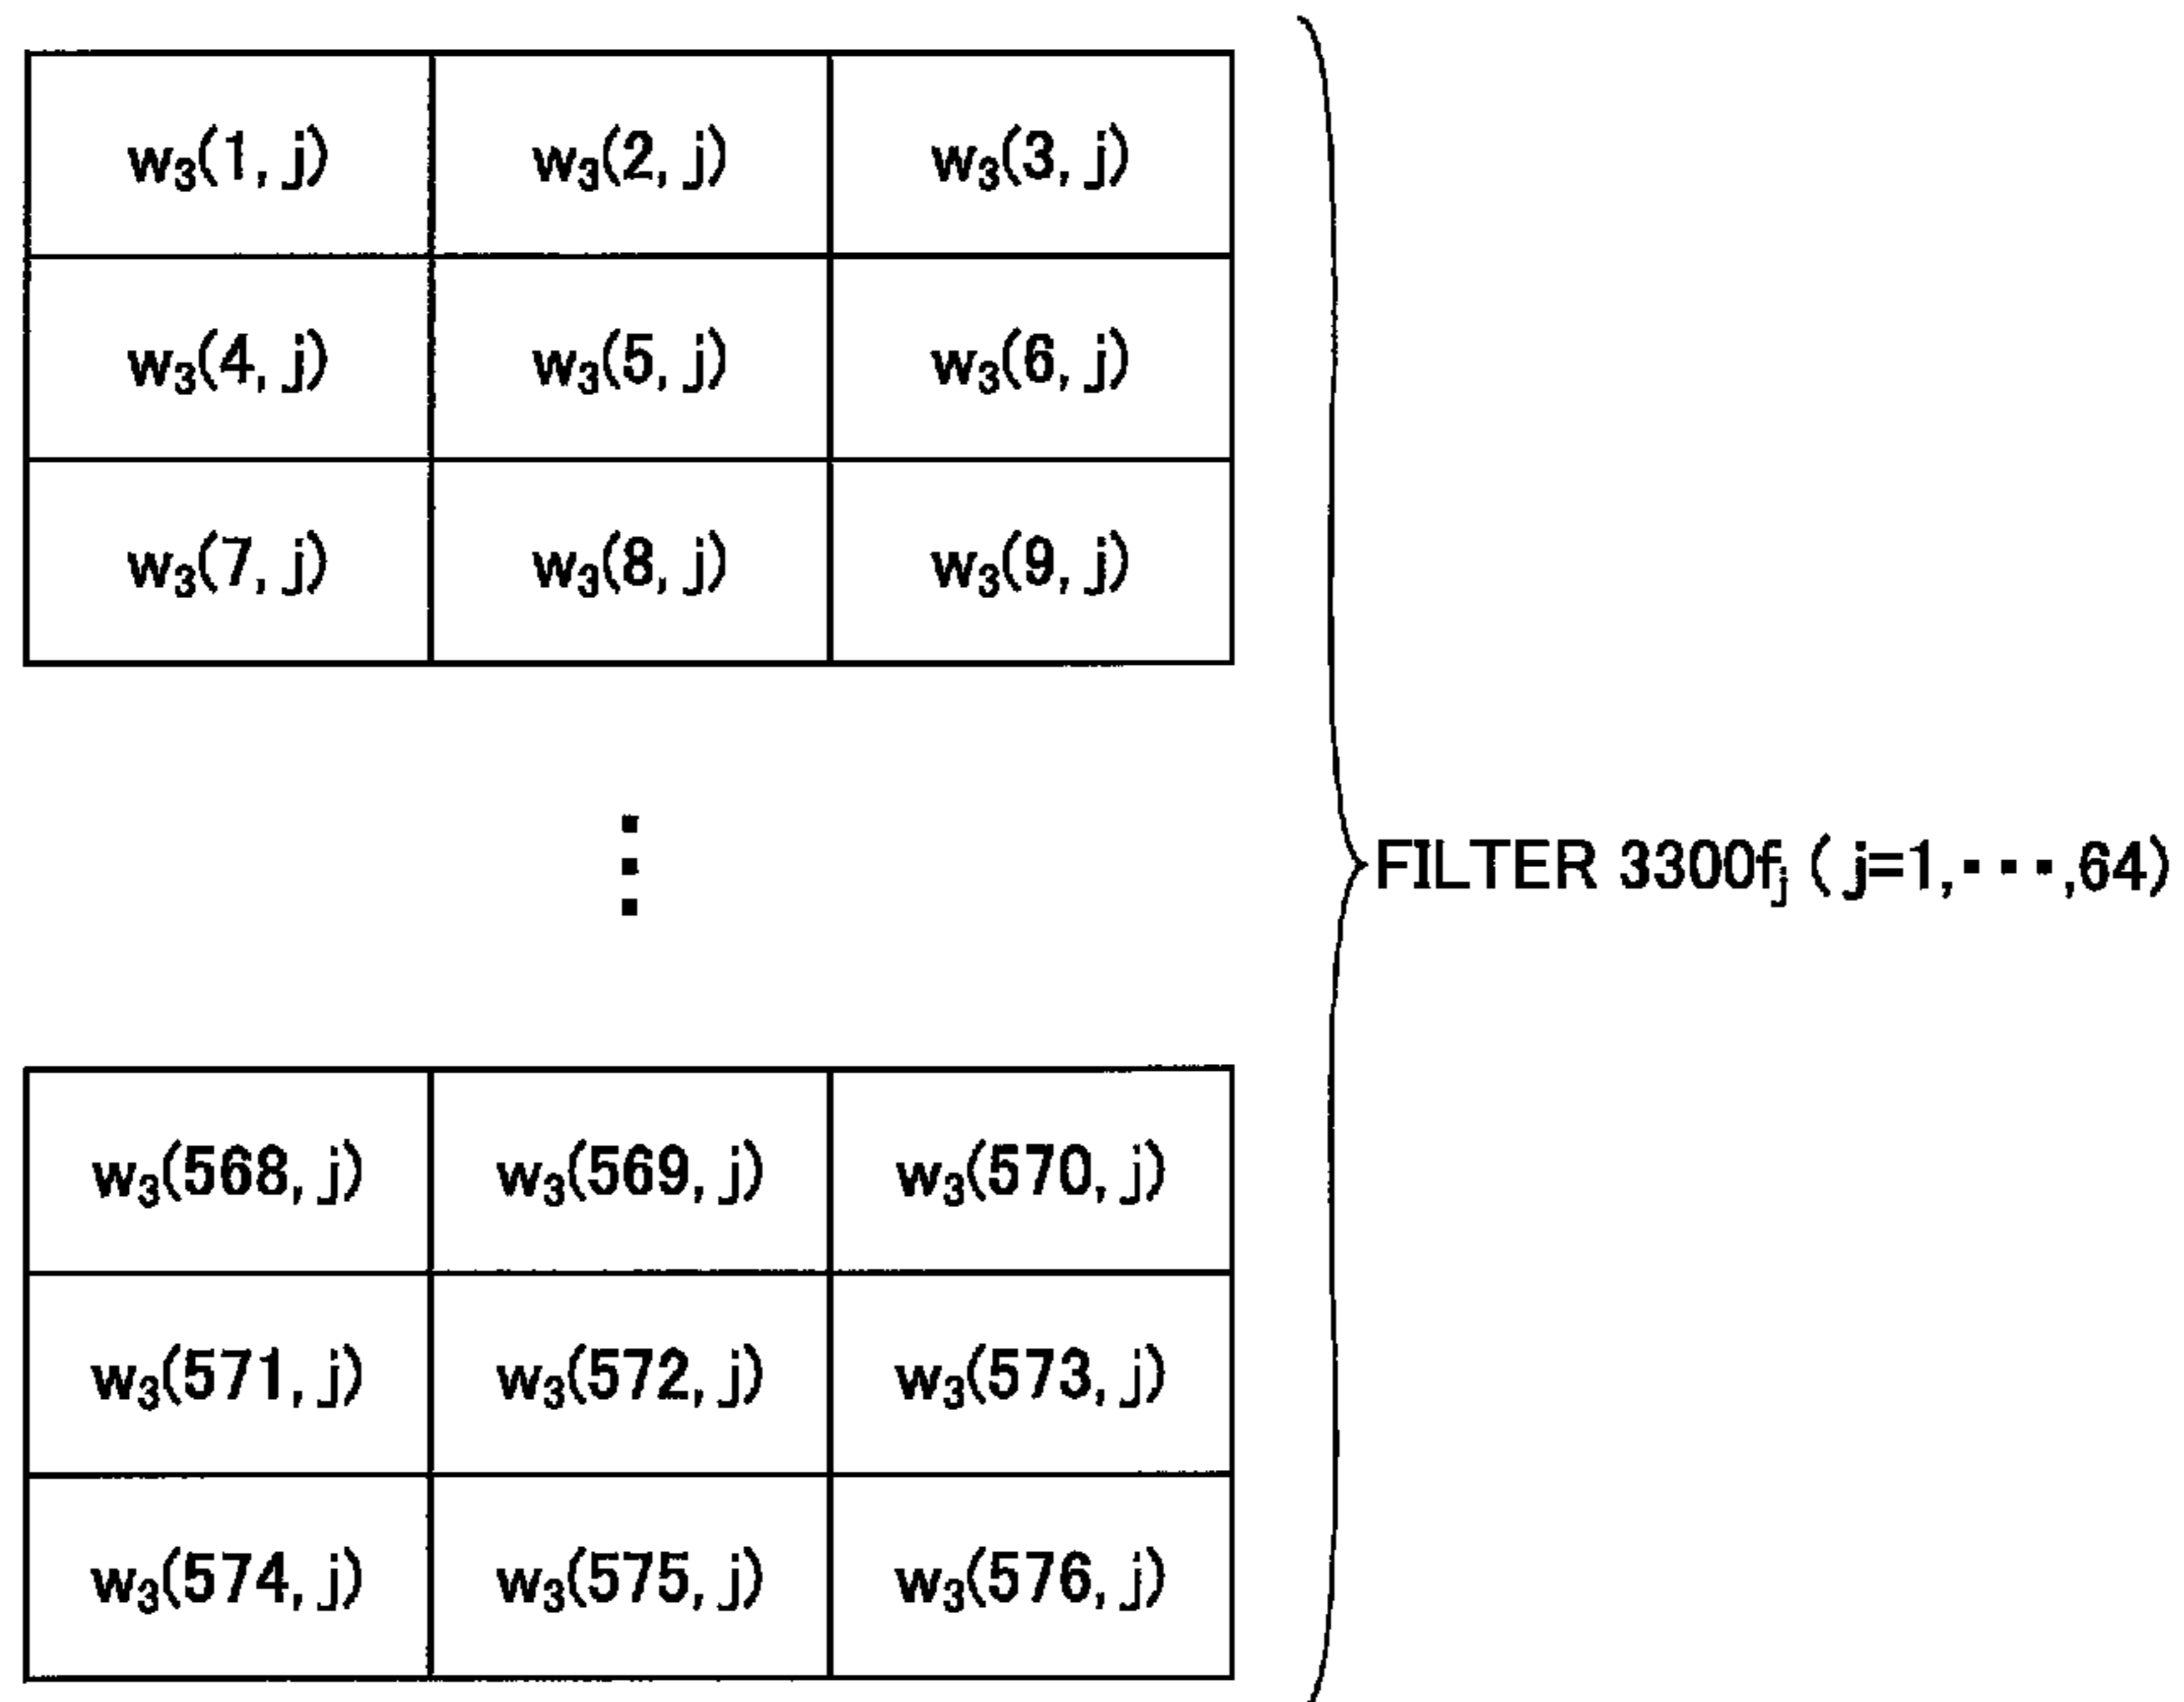 w₃(1, j) w₃(2, j) w₃(3, j)
w₃(4, j) w₃(5, j) w₃(6, j)
w₃(7, j) w₃(8, j) w₃(9, j)
⋮
FILTER 3300fⱼ ( j=1,･･･,64)
w₃(568, j) w₃(569, j) w₃(570, j)
w₃(571, j) w₃(572, j) w₃(573, j)
w₃(574, j) w₃(575, j) w₃(576, j)